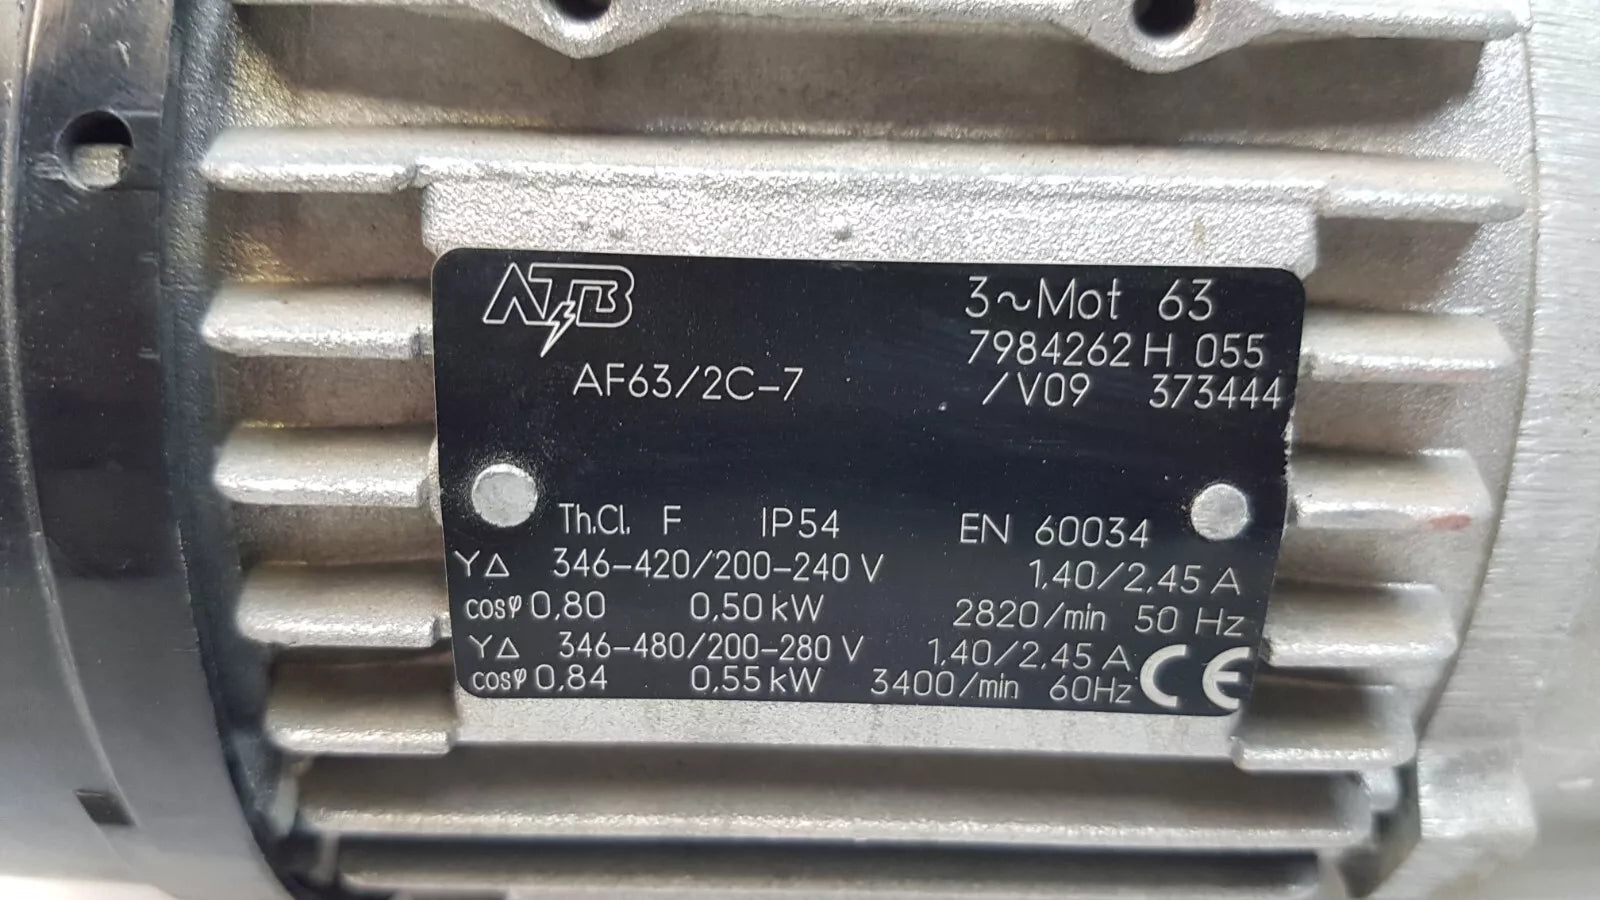 ATB
3~Mot 63
7984262 H 055
AF63/2C-7
/V09 373444
Th.Cl. F IP54 EN 60034
Y△ 346-420/200-240 V 1,40/2,45 A
cosφ 0,80 0,50 kW 2820/min 50 Hz
Y△ 346-480/200-280 V 1,40/2,45 A
cosφ 0,84 0,55 kW 3400/min 60Hz
CE